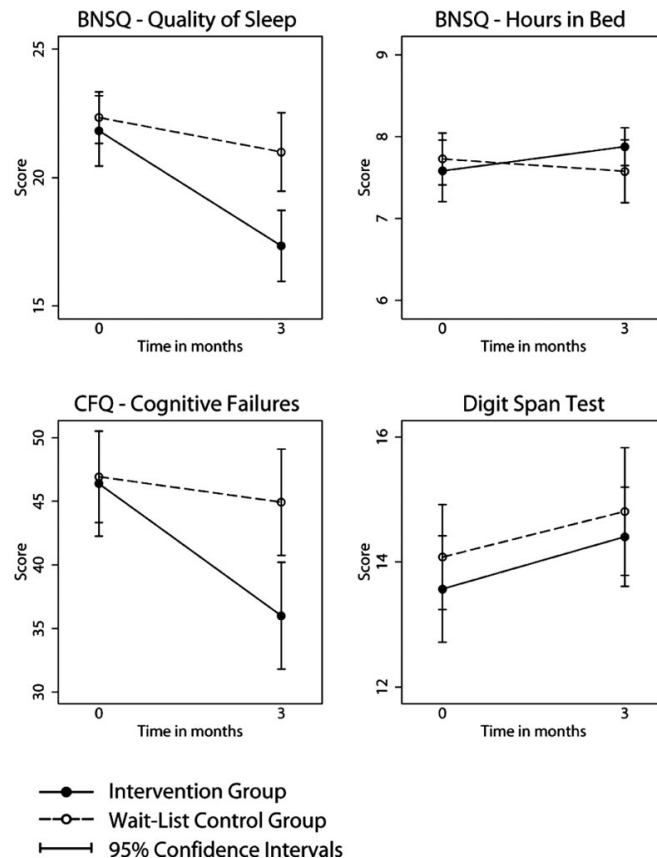 BNSQ - Quality of Sleep
25
20
15
Score
0 3
Time in months
BNSQ - Hours in Bed
9
8
7
6
Score
0 3
Time in months
CFQ - Cognitive Failures
50
45
40
35
30
Score
0 3
Time in months
Digit Span Test
16
14
12
Score
0 3
Time in months
Intervention Group
Wait-List Control Group
95% Confidence Intervals